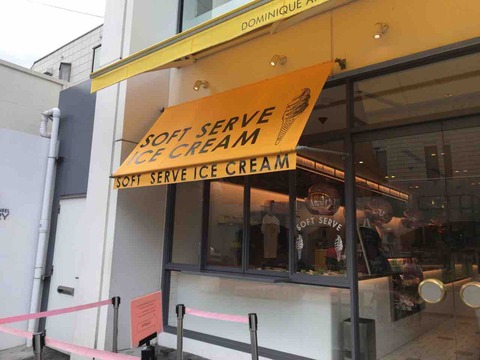 DOMINIQUE A
SOFT SERVE
ICE CREAM
SOFT SERVE ICE CREAM
SOFT SERVE